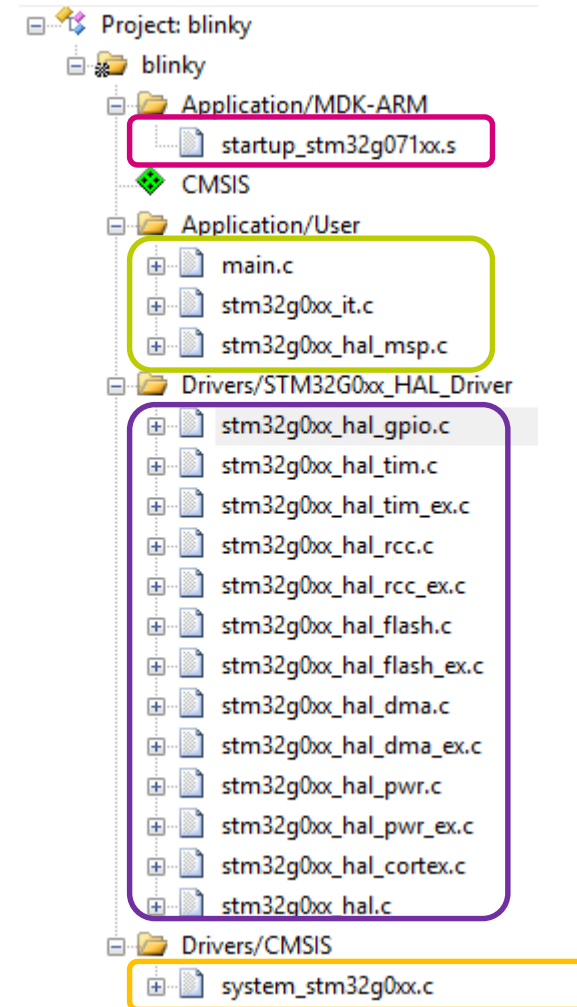 Project: blinky
blinky
Application/MDK-ARM
startup_stm32g071xx.s
CMSIS
Application/User
main.c
stm32g0xx_it.c
stm32g0xx_hal_msp.c
Drivers/STM32G0xx_HAL_Driver
stm32g0xx_hal_gpio.c
stm32g0xx_hal_tim.c
stm32g0xx_hal_tim_ex.c
stm32g0xx_hal_rcc.c
stm32g0xx_hal_rcc_ex.c
stm32g0xx_hal_flash.c
stm32g0xx_hal_flash_ex.c
stm32g0xx_hal_dma.c
stm32g0xx_hal_dma_ex.c
stm32g0xx_hal_pwr.c
stm32g0xx_hal_pwr_ex.c
stm32g0xx_hal_cortex.c
stm32g0xx_hal.c
Drivers/CMSIS
system_stm32g0xx.c